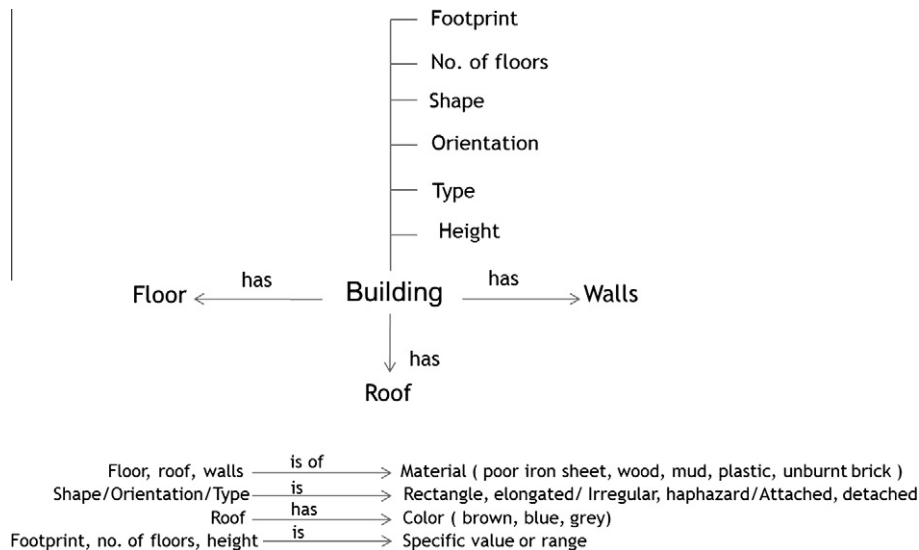 Footprint
No. of floors
Shape
Orientation
Type
Height
Floor has Building has Walls
has
Roof
Floor, roof, walls is of Material ( poor iron sheet, wood, mud, plastic, unburnt brick )
Shape/Orientation/Type is Rectangle, elongated/ Irregular, haphazard/Attached, detached
Roof has Color ( brown, blue, grey)
Footprint, no. of floors, height is Specific value or range